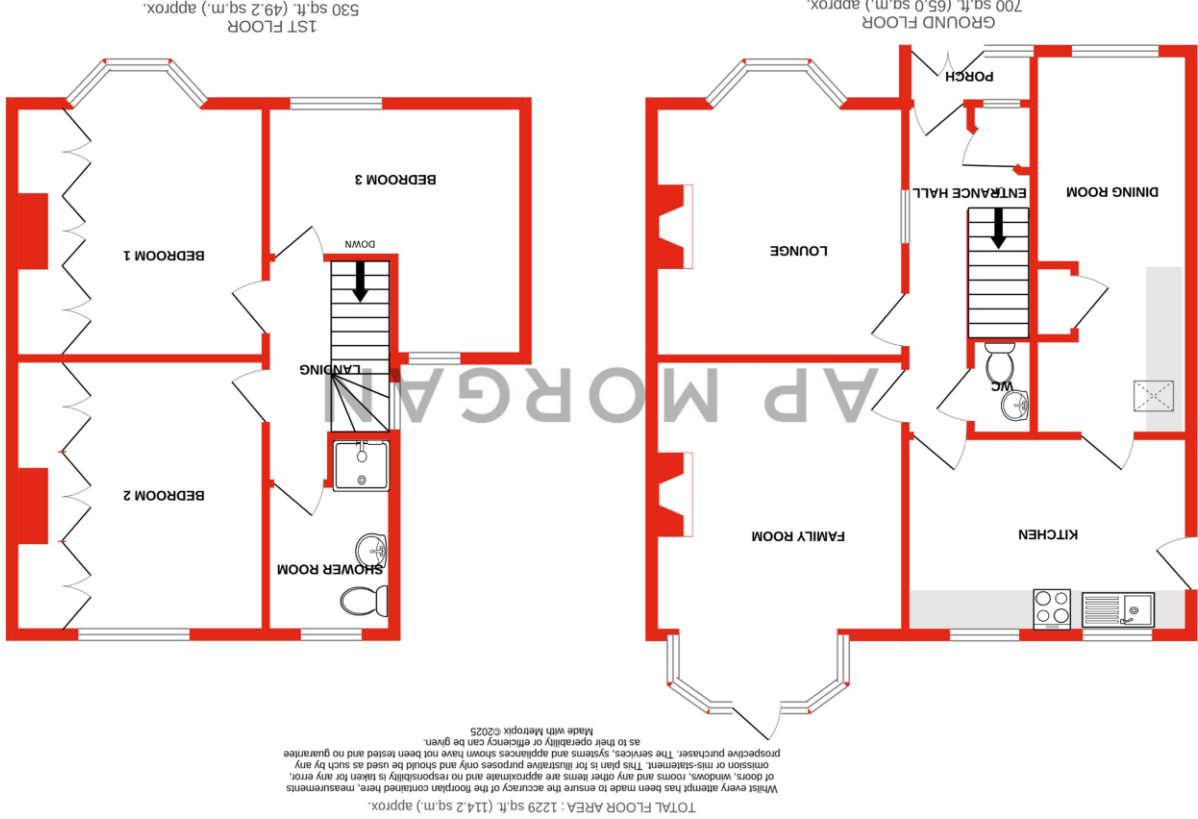 TOTAL FLOOR AREA : 1229 sq.ft. (114.2 sq.m.) approx.
Whilst every attempt has been made to ensure the accuracy of the floorplan contained here, measurements
of doors, windows, rooms and any other items are approximate and no responsibility is taken for any error,
omission or mis-statement. This plan is for illustrative purposes only and should be used as such by any
prospective purchaser. The services, systems and appliances shown have not been tested and no guarantee
as to their operability or efficiency can be given.
Made with Metropix ©2025
KITCHEN
FAMILY ROOM
WC
DINING ROOM
ENTRANCE HALL
UP
LOUNGE
PORCH
GROUND FLOOR
700 sq.ft. (65.0 sq.m.) approx.
AP MORGAN
SHOWER ROOM
BEDROOM 2
LANDING
BEDROOM 1
DOWN
BEDROOM 3
1ST FLOOR
530 sq.ft. (49.2 sq.m.) approx.